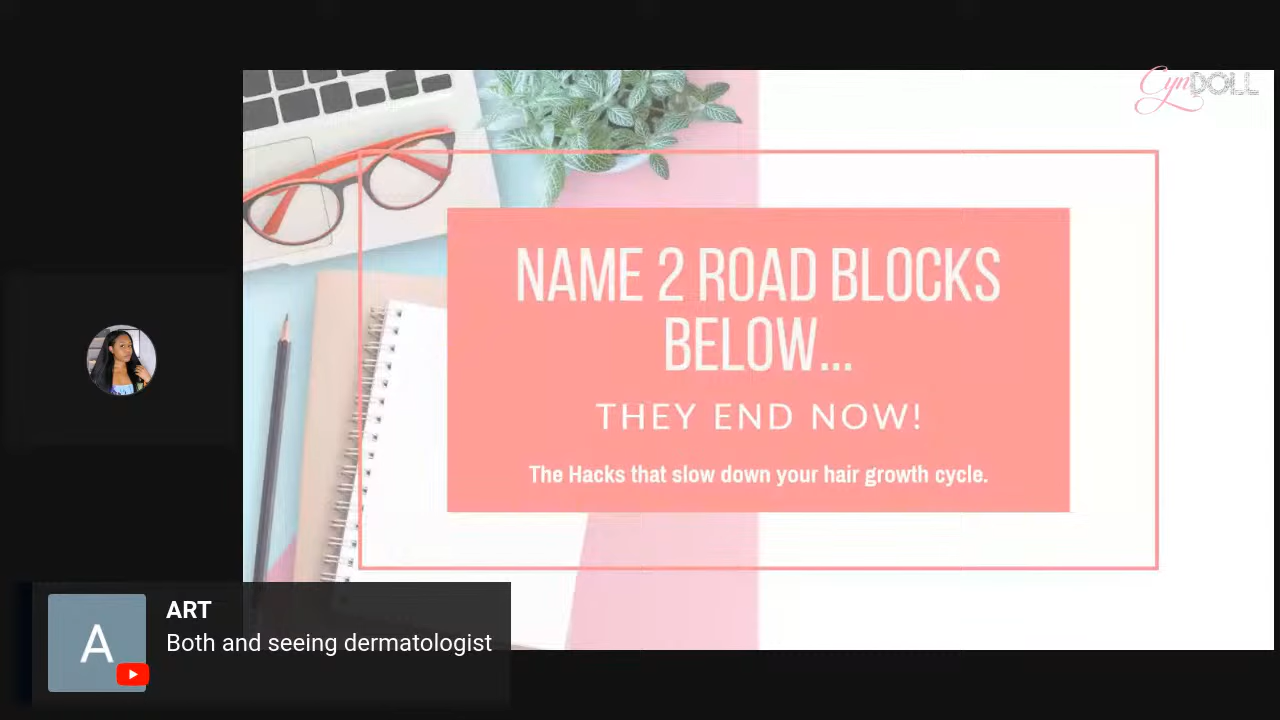 CynDOLL
NAME 2 ROAD BLOCKS
BELOW...
THEY END NOW!
The Hacks that slow down your hair growth cycle.
A
ART
Both and seeing dermatologist